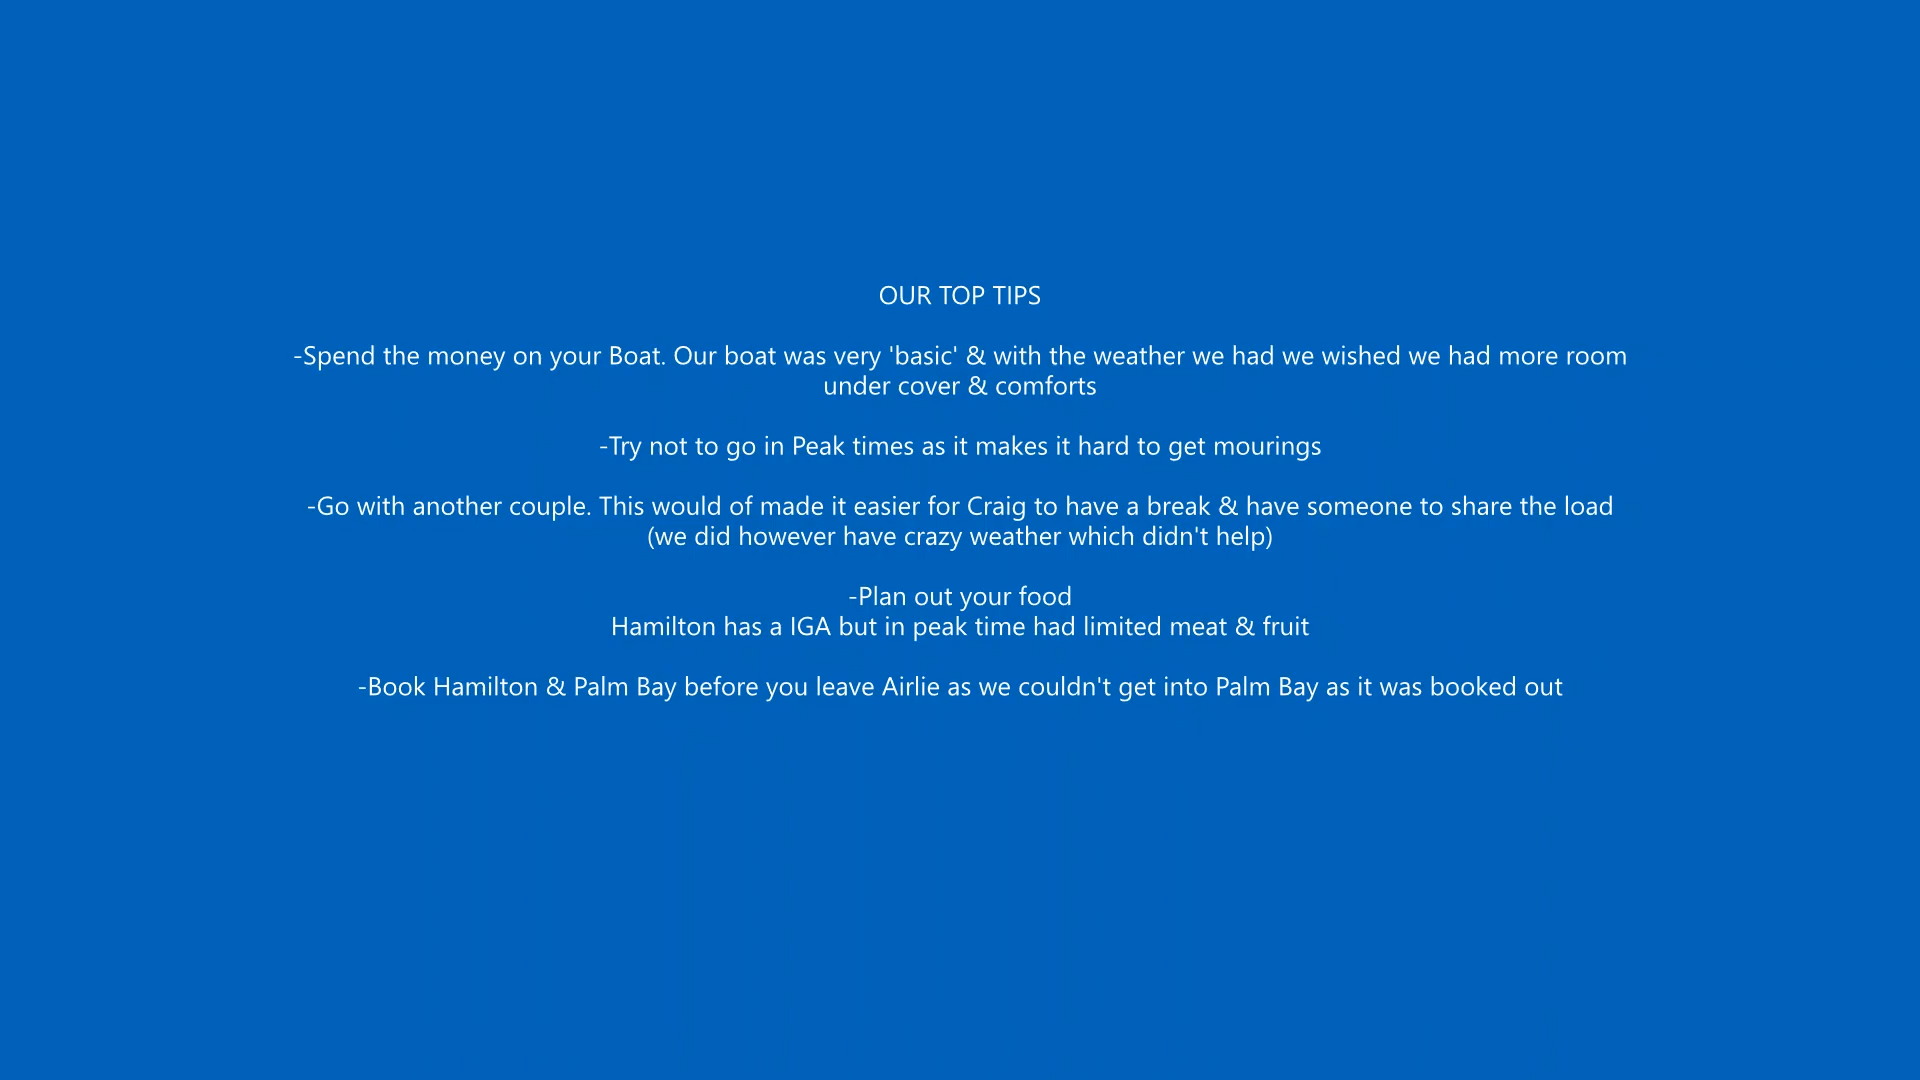 OUR TOP TIPS
-Spend the money on your Boat. Our boat was very 'basic' & with the weather we had we wished we had more room
under cover & comforts
-Try not to go in Peak times as it makes it hard to get mourings
-Go with another couple. This would of made it easier for Craig to have a break & have someone to share the load
(we did however have crazy weather which didn't help)
-Plan out your food
Hamilton has a IGA but in peak time had limited meat & fruit
-Book Hamilton & Palm Bay before you leave Airlie as we couldn't get into Palm Bay as it was booked out